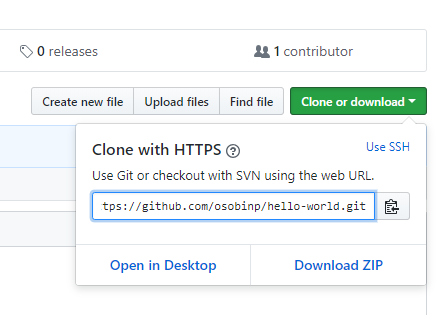 0 releases
1 contributor
Create new file Upload files Find file Clone or download
Clone with HTTPS ? Use SSH
Use Git or checkout with SVN using the web URL.
tps://github.com/osobinp/hello-world.git
Open in Desktop Download ZIP